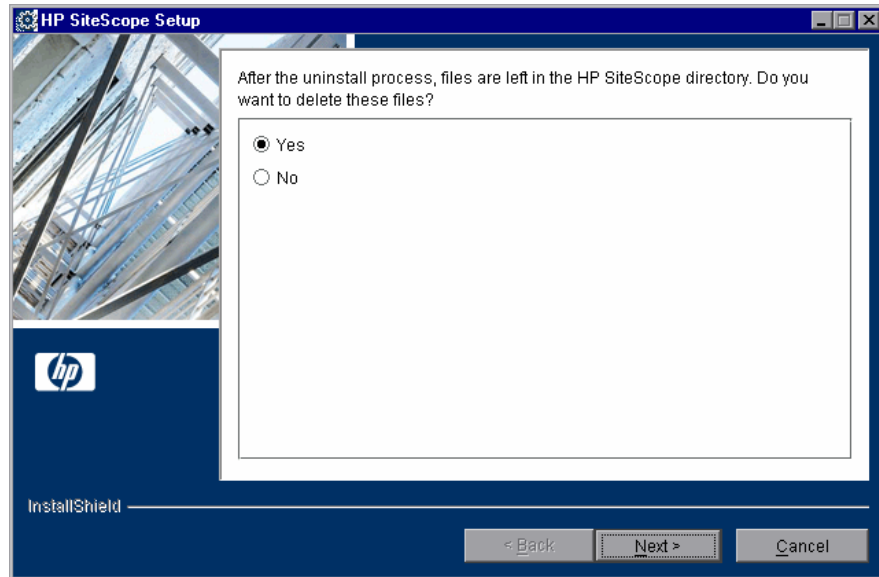 HP SiteScope Setup
After the uninstall process, files are left in the HP SiteScope directory. Do you
want to delete these files?
Yes
No
hp
InstallShield
< Back
Next >
Cancel